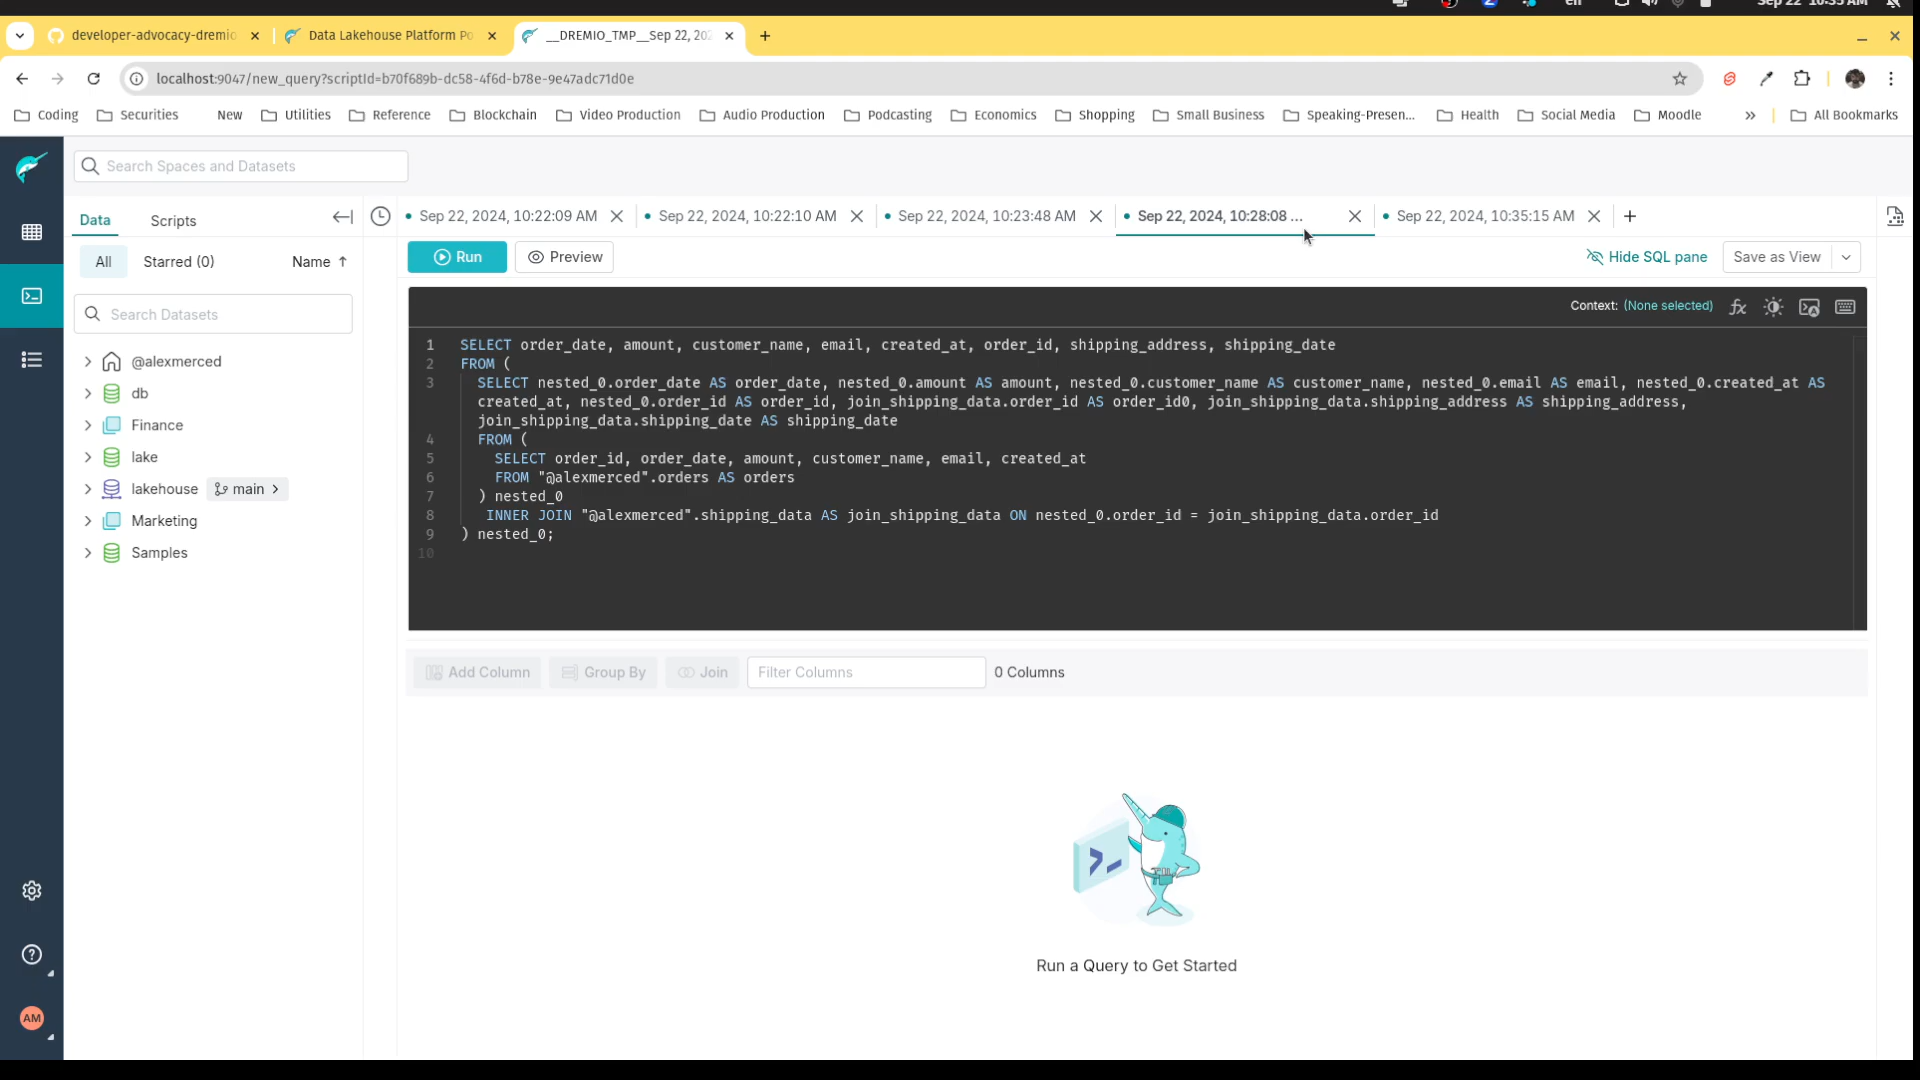 en
Sep 22 10:35 AM
developer-advocacy-dremio
Data Lakehouse Platform Po
__DREMIO_TMP__Sep 22, 202
localhost:9047/new_query?scriptId=b70f689b-dc58-4f6d-b78e-9e47adc71d0e
Coding
Securities
New
Utilities
Reference
Blockchain
Video Production
Audio Production
Podcasting
Economics
Shopping
Small Business
Speaking-Presen...
Health
Social Media
Moodle
»
All Bookmarks
Search Spaces and Datasets
Data
Scripts
Sep 22, 2024, 10:22:09 AM
Sep 22, 2024, 10:22:10 AM
Sep 22, 2024, 10:23:48 AM
Sep 22, 2024, 10:28:08 ...
Sep 22, 2024, 10:35:15 AM
All
Starred (0)
Name
Run
Preview
Hide SQL pane
Save as View
Search Datasets
@alexmerced
db
Finance
lake
lakehouse
main
Marketing
Samples
Context: (None selected)
fx
1 SELECT order_date, amount, customer_name, email, created_at, order_id, shipping_address, shipping_date
2 FROM (
3 SELECT nested_0.order_date AS order_date, nested_0.amount AS amount, nested_0.customer_name AS customer_name, nested_0.email AS email, nested_0.created_at AS
created_at, nested_0.order_id AS order_id, join_shipping_data.order_id AS order_id0, join_shipping_data.shipping_address AS shipping_address,
join_shipping_data.shipping_date AS shipping_date
4 FROM (
5 SELECT order_id, order_date, amount, customer_name, email, created_at
6 FROM "@alexmerced".orders AS orders
7 ) nested_0
8 INNER JOIN "@alexmerced".shipping_data AS join_shipping_data ON nested_0.order_id = join_shipping_data.order_id
9 ) nested_0;
10
Add Column
Group By
Join
Filter Columns
0 Columns
Run a Query to Get Started
AM